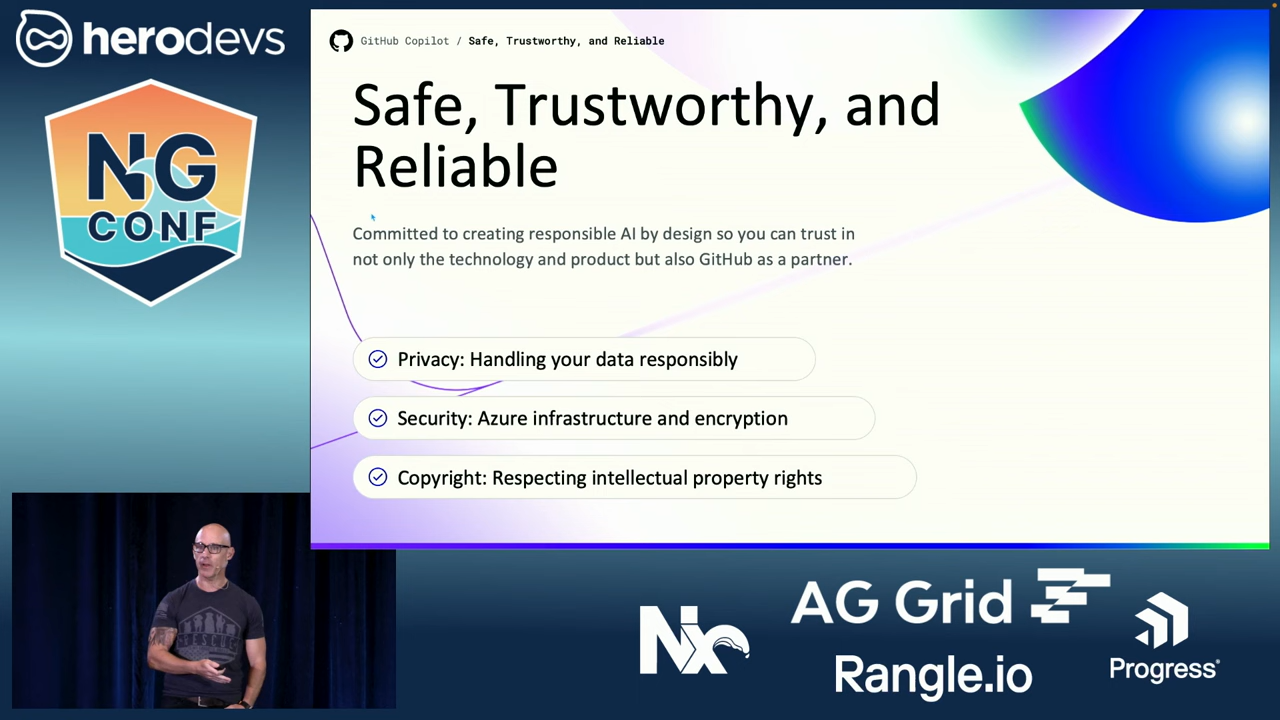 herodevs
NG
CONF
GitHub Copilot / Safe, Trustworthy, and Reliable
Safe, Trustworthy, and
Reliable
Committed to creating responsible AI by design so you can trust in
not only the technology and product but also GitHub as a partner.
Privacy: Handling your data responsibly
Security: Azure infrastructure and encryption
Copyright: Respecting intellectual property rights
Nx
AG Grid
Rangle.io
Progress®